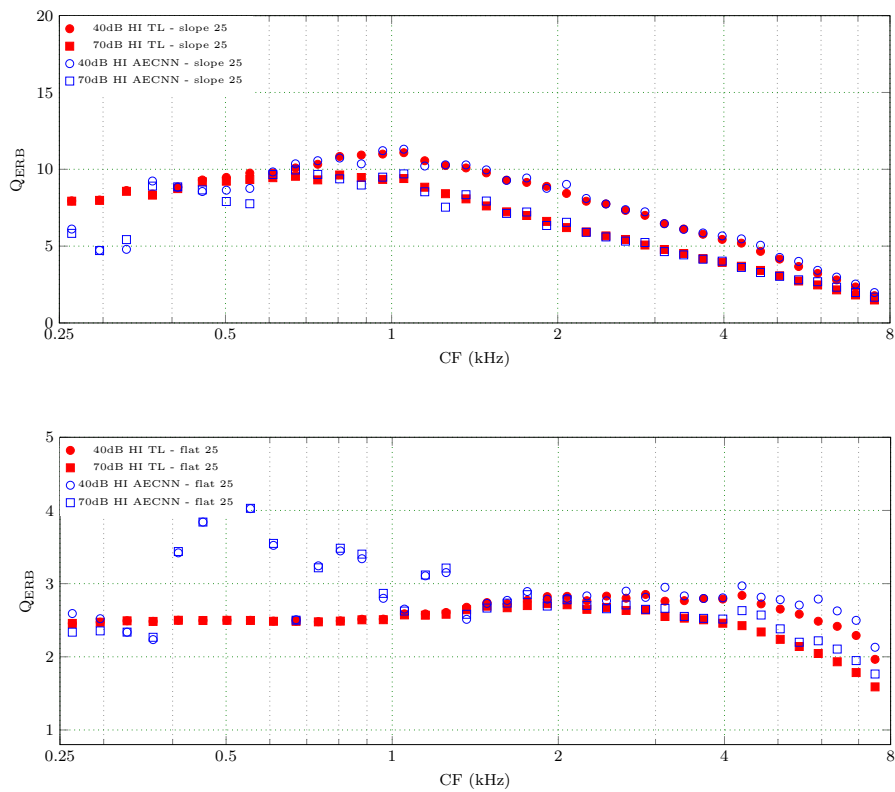 20
40dB HI TL - slope 25
70dB HI TL - slope 25
40dB HI AECNN - slope 25
70dB HI AECNN - slope 25
15
QERB
10
5
0
0.25 0.5 1 2 4 8
CF (kHz)
5
40dB HI TL - flat 25
70dB HI TL - flat 25
40dB HI AECNN - flat 25
70dB HI AECNN - flat 25
4
QERB
3
2
1
0.25 0.5 1 2 4 8
CF (kHz)